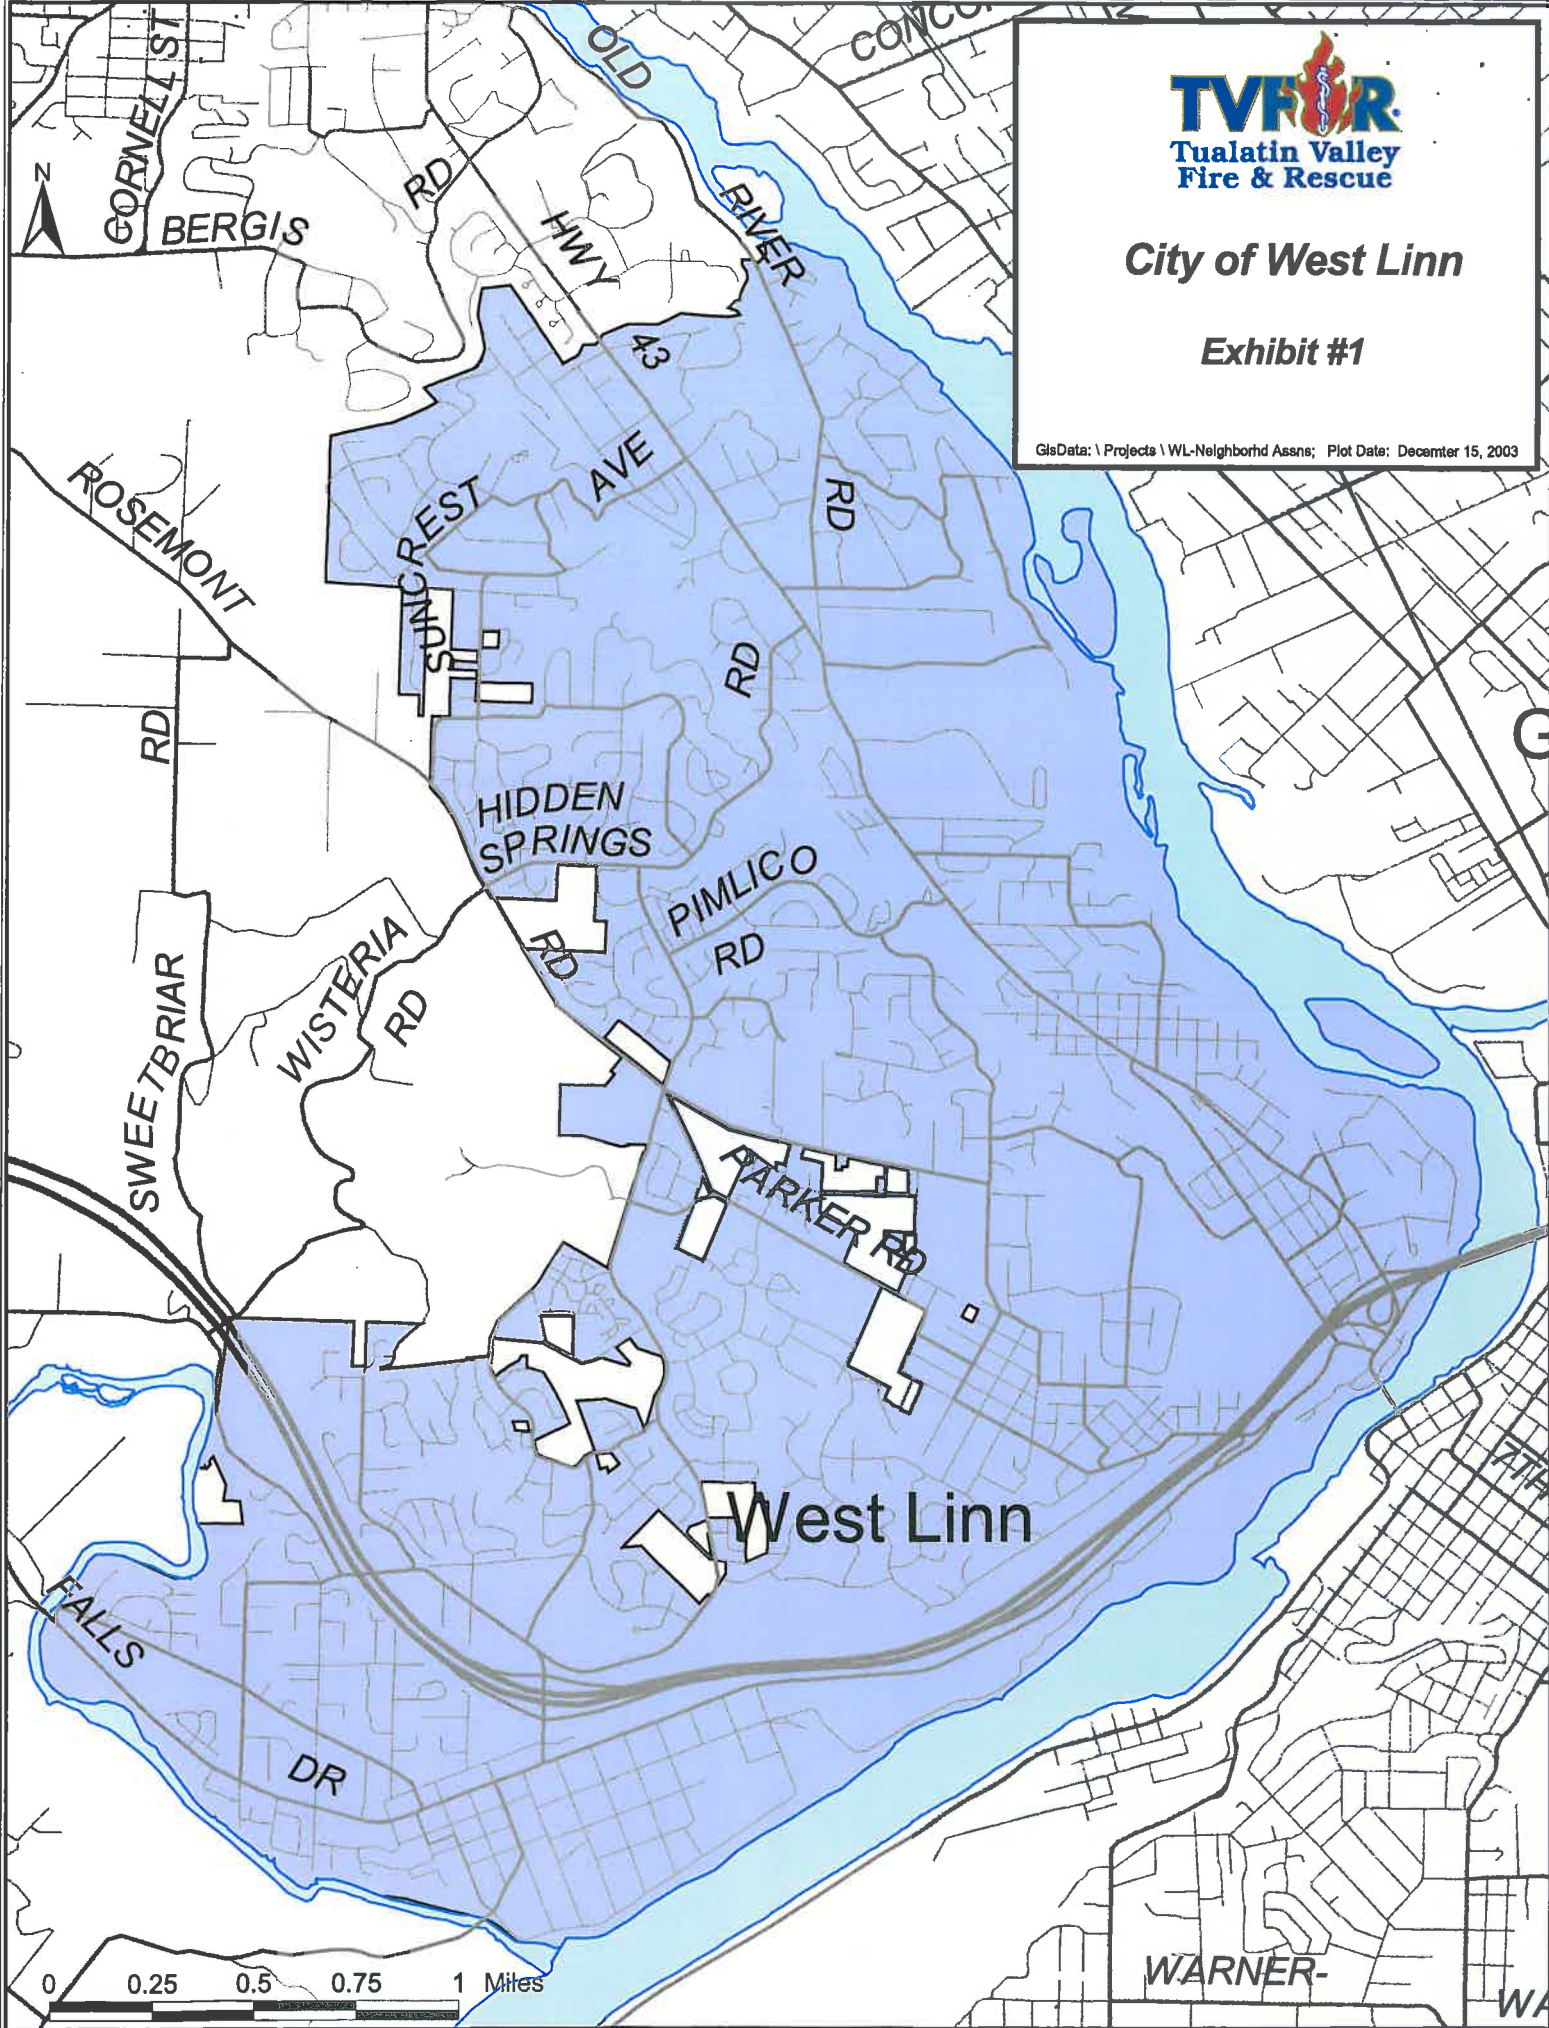 TVF&R
Tualatin Valley
Fire & Rescue
City of West Linn
Exhibit #1
GisData: \ Projects \ WL-Neighborhd Assns; Plot Date: Decemter 15, 2003
OLD
CORNELL ST
N
BERGIS
RD
HWY
RIVER
43
AVE
RD
ROSEMONT
SUNCREST
RD
RD
HIDDEN
SPRINGS
PIMLICO
RD
RD
WISTERIA
RD
SWEETBRIAR
PARKER RD
West Linn
7TH
FALLS
DR
WARNER-
0 0.25 0.5 0.75 1 Miles